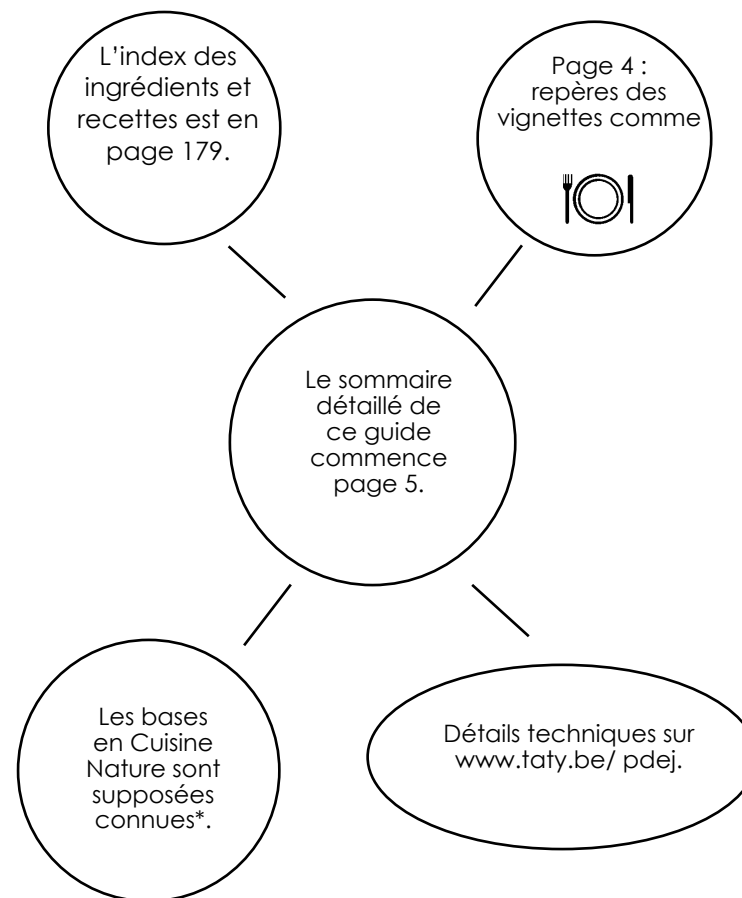 L’index des
ingrédients et
recettes est en
page 179.
Page 4 :
repères des
vignettes comme
Le sommaire
détaillé de
ce guide
commence
page 5.
Les bases
en Cuisine
Nature sont
supposées
connues*.
Détails techniques sur
www.taty.be/ pdej.